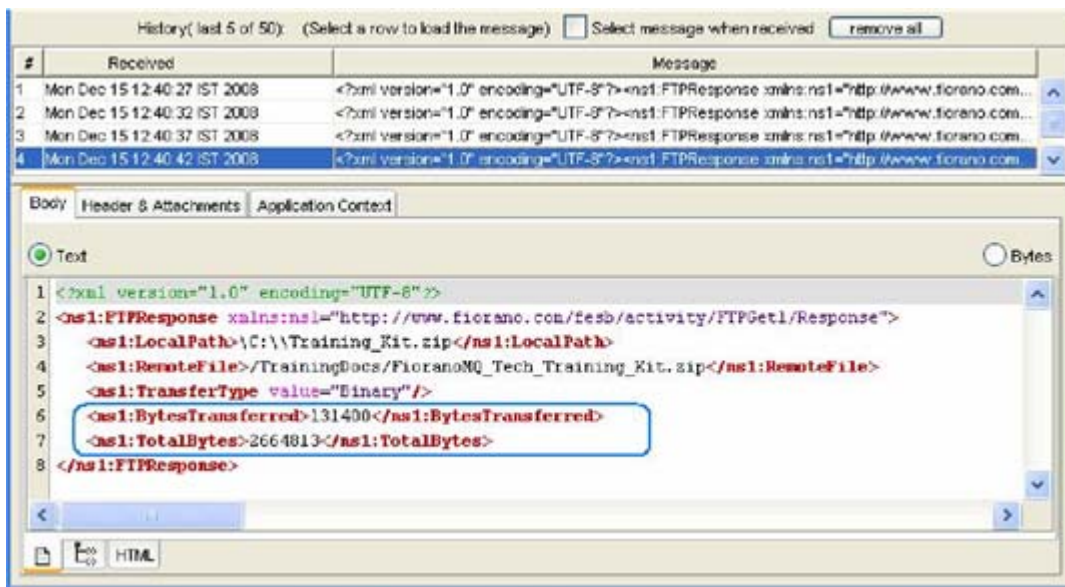 History( last 5 of 50): (Select a row to load the message) Select message when received remove all
# Received Message
1 Mon Dec 15 12:40:27 IST 2008 <?xml version="1.0" encoding="UTF-8"?><ns1:FTPResponse xmlns:ns1="http://www.fiorano.com...
2 Mon Dec 15 12:40:32 IST 2008 <?xml version="1.0" encoding="UTF-8"?><ns1:FTPResponse xmlns:ns1="http://www.fiorano.com...
3 Mon Dec 15 12:40:37 IST 2008 <?xml version="1.0" encoding="UTF-8"?><ns1:FTPResponse xmlns:ns1="http://www.fiorano.com...
4 Mon Dec 15 12:40:42 IST 2008 <?xml version="1.0" encoding="UTF-8"?><ns1:FTPResponse xmlns:ns1="http://www.fiorano.com...
Body Header & Attachments Application Context
Text Bytes
1 <?xml version="1.0" encoding="UTF-8"?>
2 <ns1:FTPResponse xmlns:ns1="http://www.fiorano.com/fesb/activity/FTPGet1/Response">
3 <ns1:LocalPath>\C:\\Training_Kit.zip</ns1:LocalPath>
4 <ns1:RemoteFile>/TrainingDocs/FioranoMQ_Tech_Training_Kit.zip</ns1:RemoteFile>
5 <ns1:TransferType value="Binary"/>
6 <ns1:BytesTransferred>131400</ns1:BytesTransferred>
7 <ns1:TotalBytes>2664813</ns1:TotalBytes>
8 </ns1:FTPResponse>
HTML